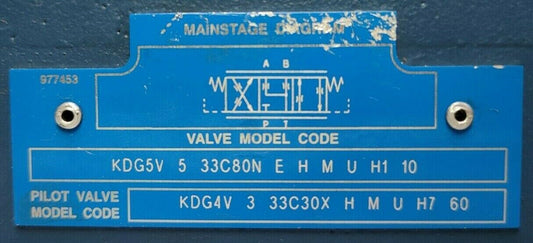 MAINSTAGE DIAGRAM
977453
A B
T
P T
VALVE MODEL CODE
KDG5V 5 33C80N E H M U H1 10
PILOT VALVE
MODEL CODE
KDG4V 3 33C30X H M U H7 60